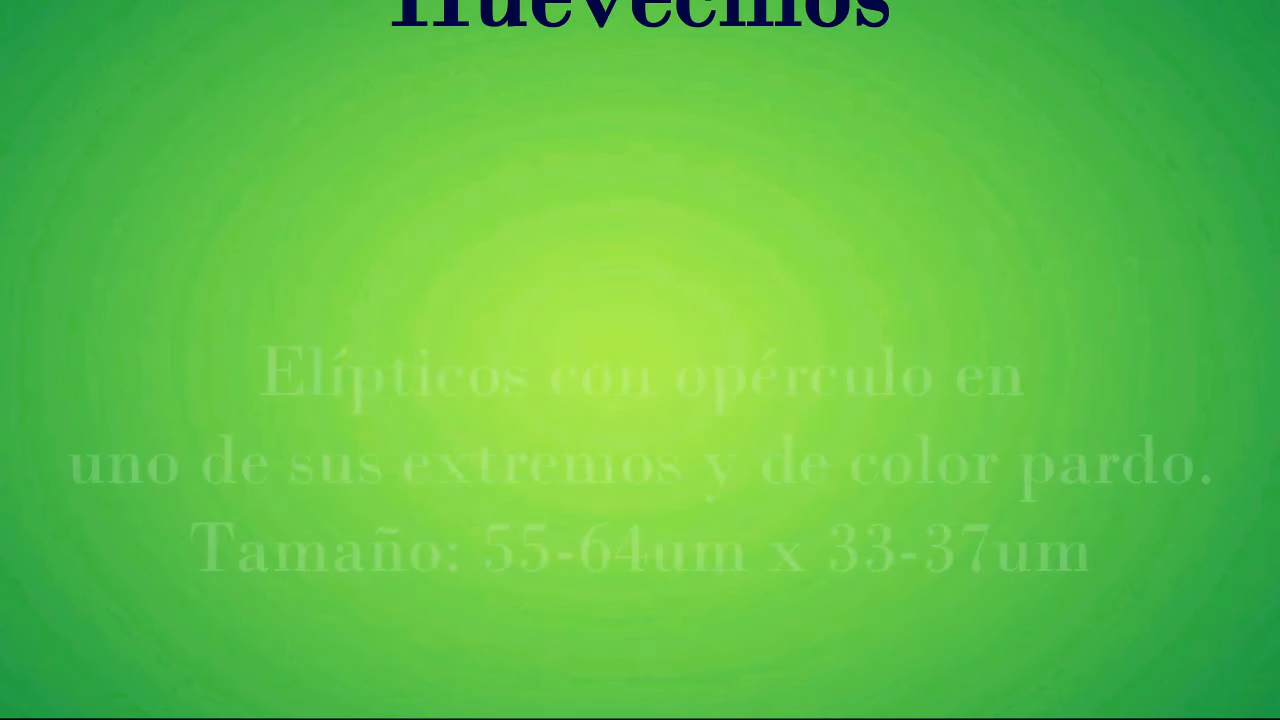 Huevecillos
Elípticos con opérculo en
uno de sus extremos y de color pardo.
Tamaño: 55-64um x 33-37um